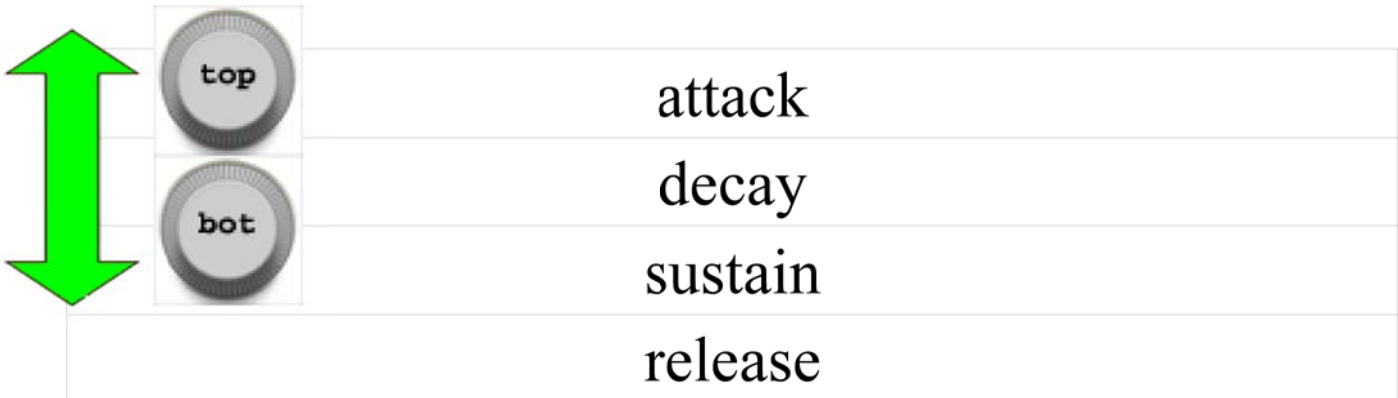 top
attack
decay
bot
sustain
release